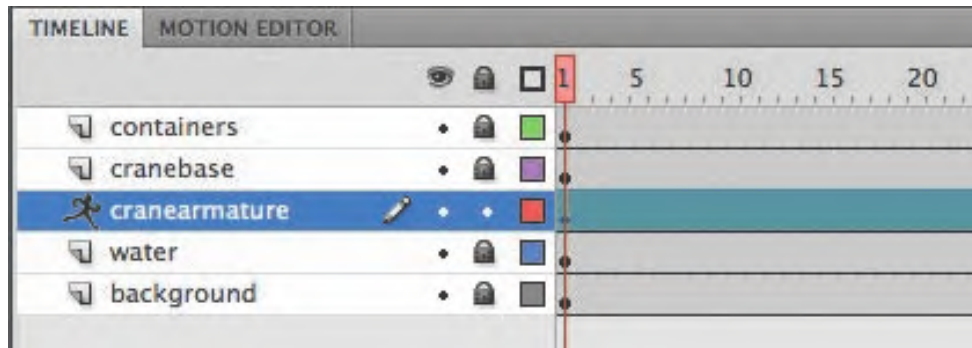 TIMELINE MOTION EDITOR
1 5 10 15 20
containers
cranebase
cranearmature
water
background